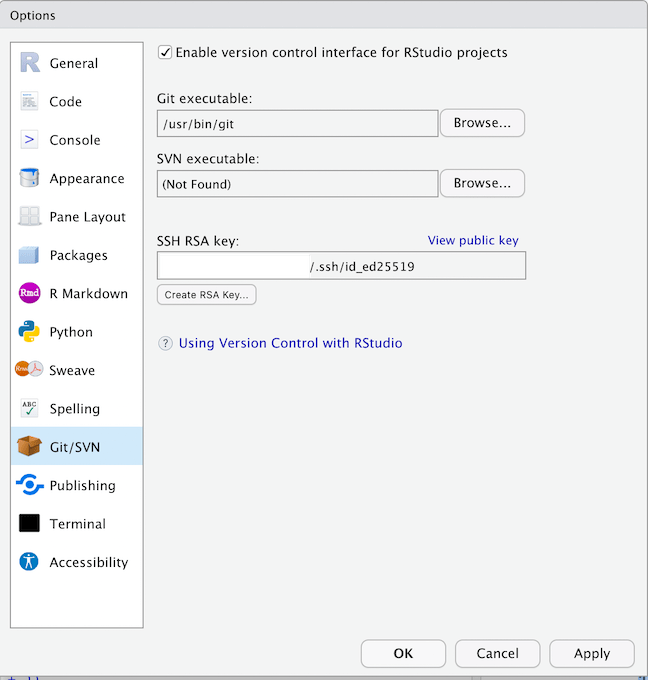 Options
General
Code
Console
Appearance
Pane Layout
Packages
Rmd
R Markdown
Python
Sweave
ABC
Spelling
Git/SVN
Publishing
Terminal
Accessibility
Enable version control interface for RStudio projects
Git executable:
/usr/bin/git
Browse...
SVN executable:
(Not Found)
Browse...
SSH RSA key:
View public key
/.ssh/id_ed25519
Create RSA Key...
? Using Version Control with RStudio
OK
Cancel
Apply